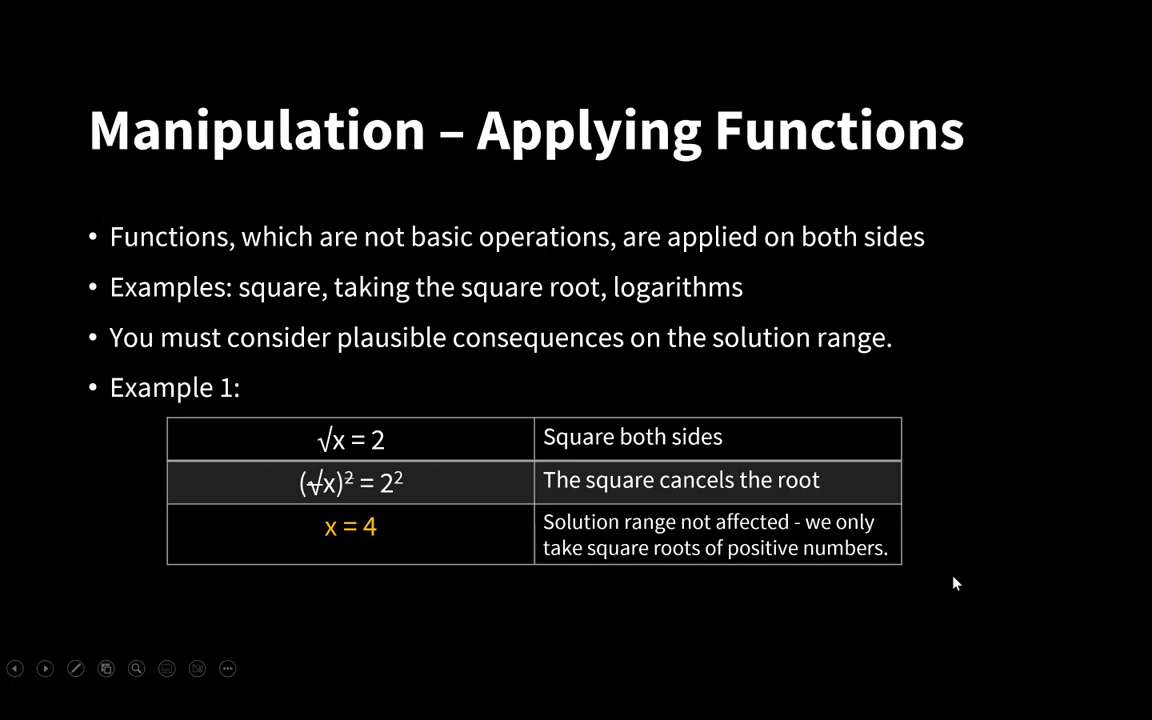 Manipulation – Applying Functions
• Functions, which are not basic operations, are applied on both sides
• Examples: square, taking the square root, logarithms
• You must consider plausible consequences on the solution range.
• Example 1:
√x = 2
Square both sides
(√x)² = 2²
The square cancels the root
x = 4
Solution range not affected - we only
take square roots of positive numbers.